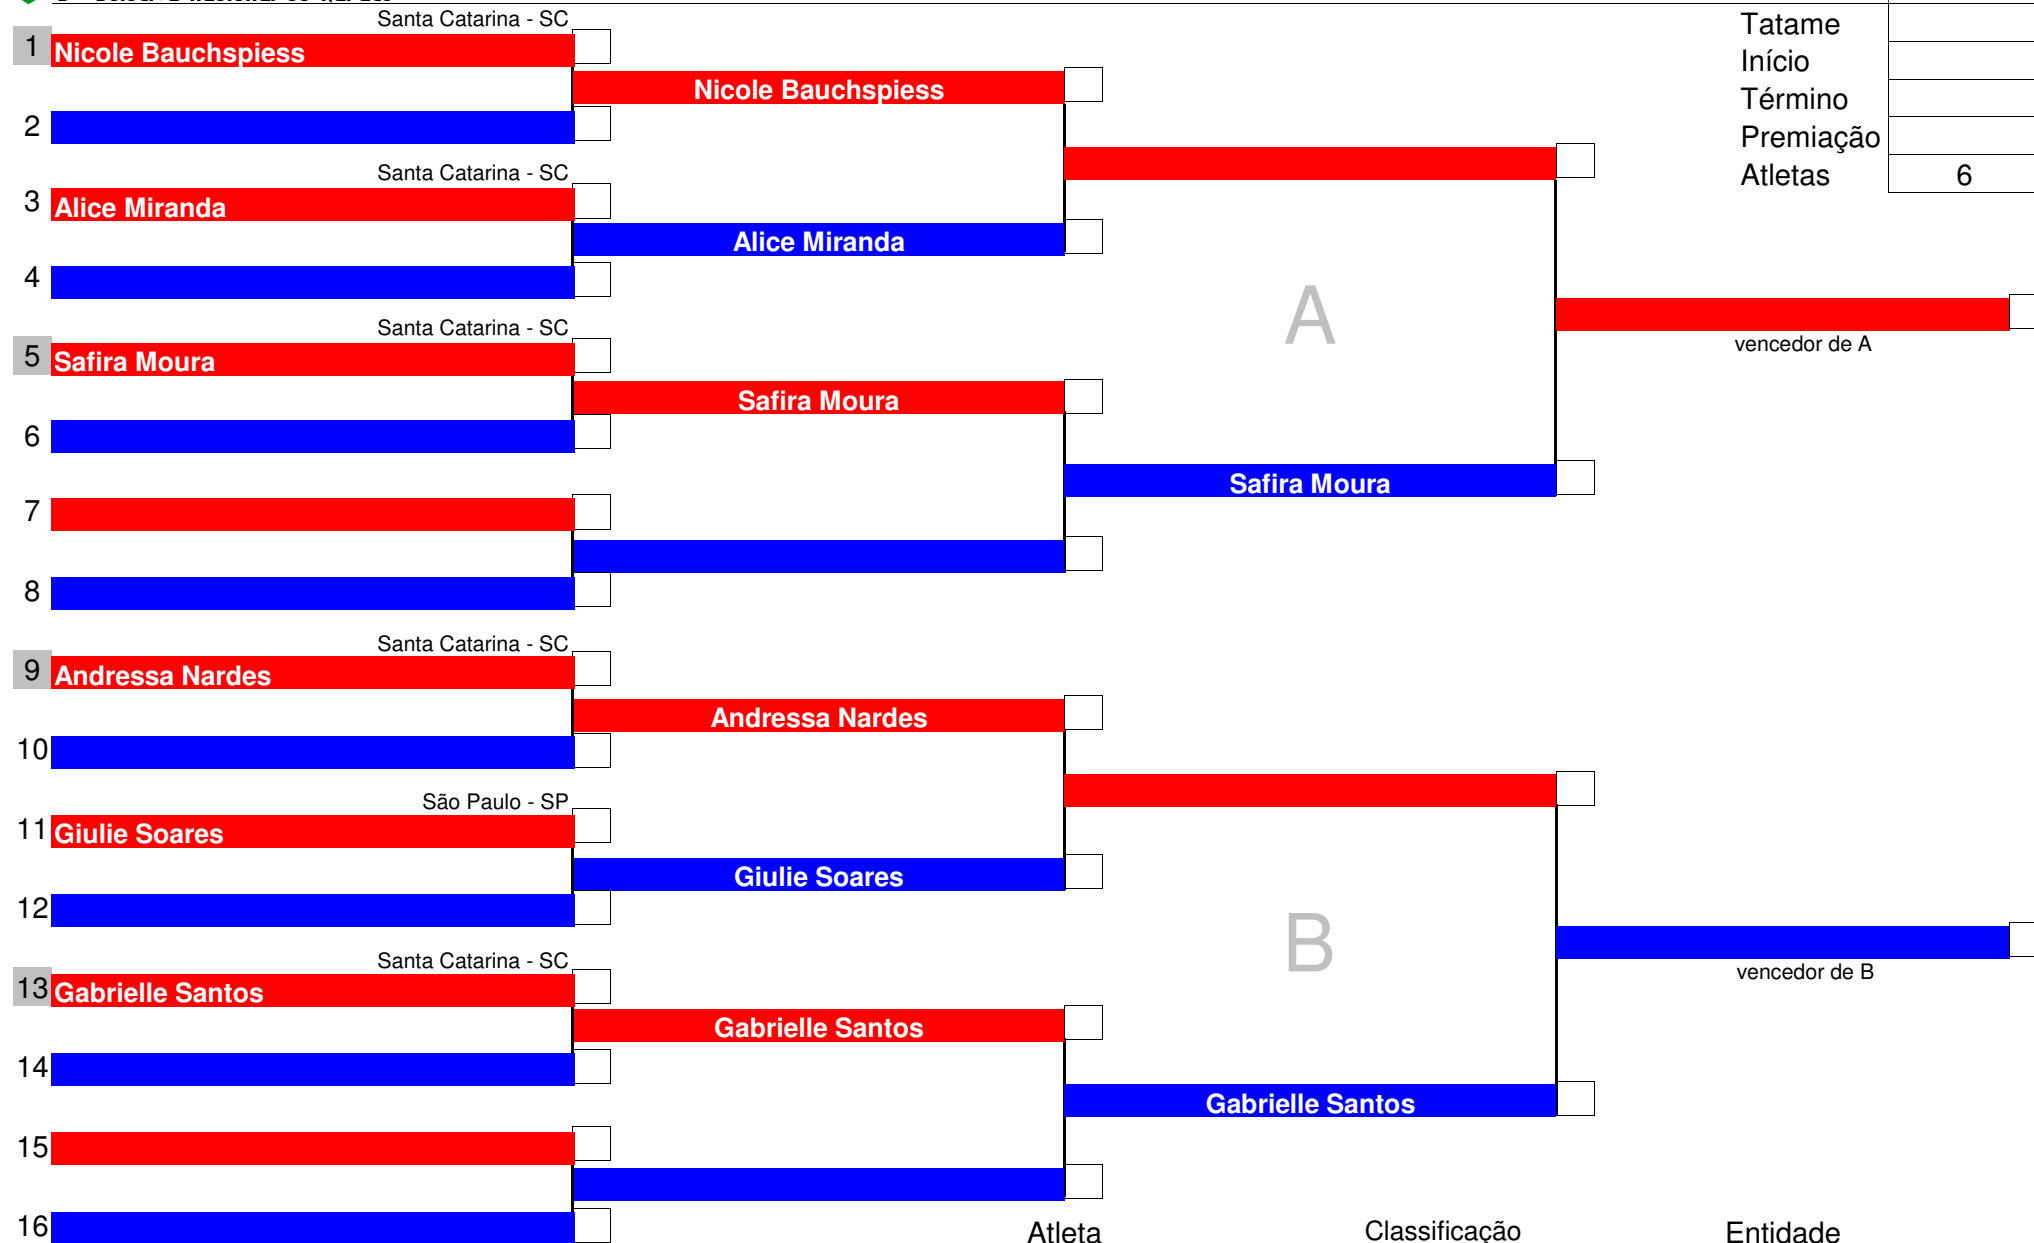 Santa Catarina - SC
Tatame
1 Nicole Bauchspiess
Início
Nicole Bauchspiess
Término
2
Premiação
Santa Catarina - SC
Atletas 6
3 Alice Miranda
Alice Miranda
4
A
Santa Catarina - SC
vencedor de A
5 Safira Moura
Safira Moura
6
Safira Moura
7
8
Santa Catarina - SC
9 Andressa Nardes
Andressa Nardes
10
São Paulo - SP
11 Giulie Soares
Giulie Soares
12
B
Santa Catarina - SC
vencedor de B
13 Gabrielle Santos
Gabrielle Santos
14
Gabrielle Santos
15
16
Atleta Classificação Entidade